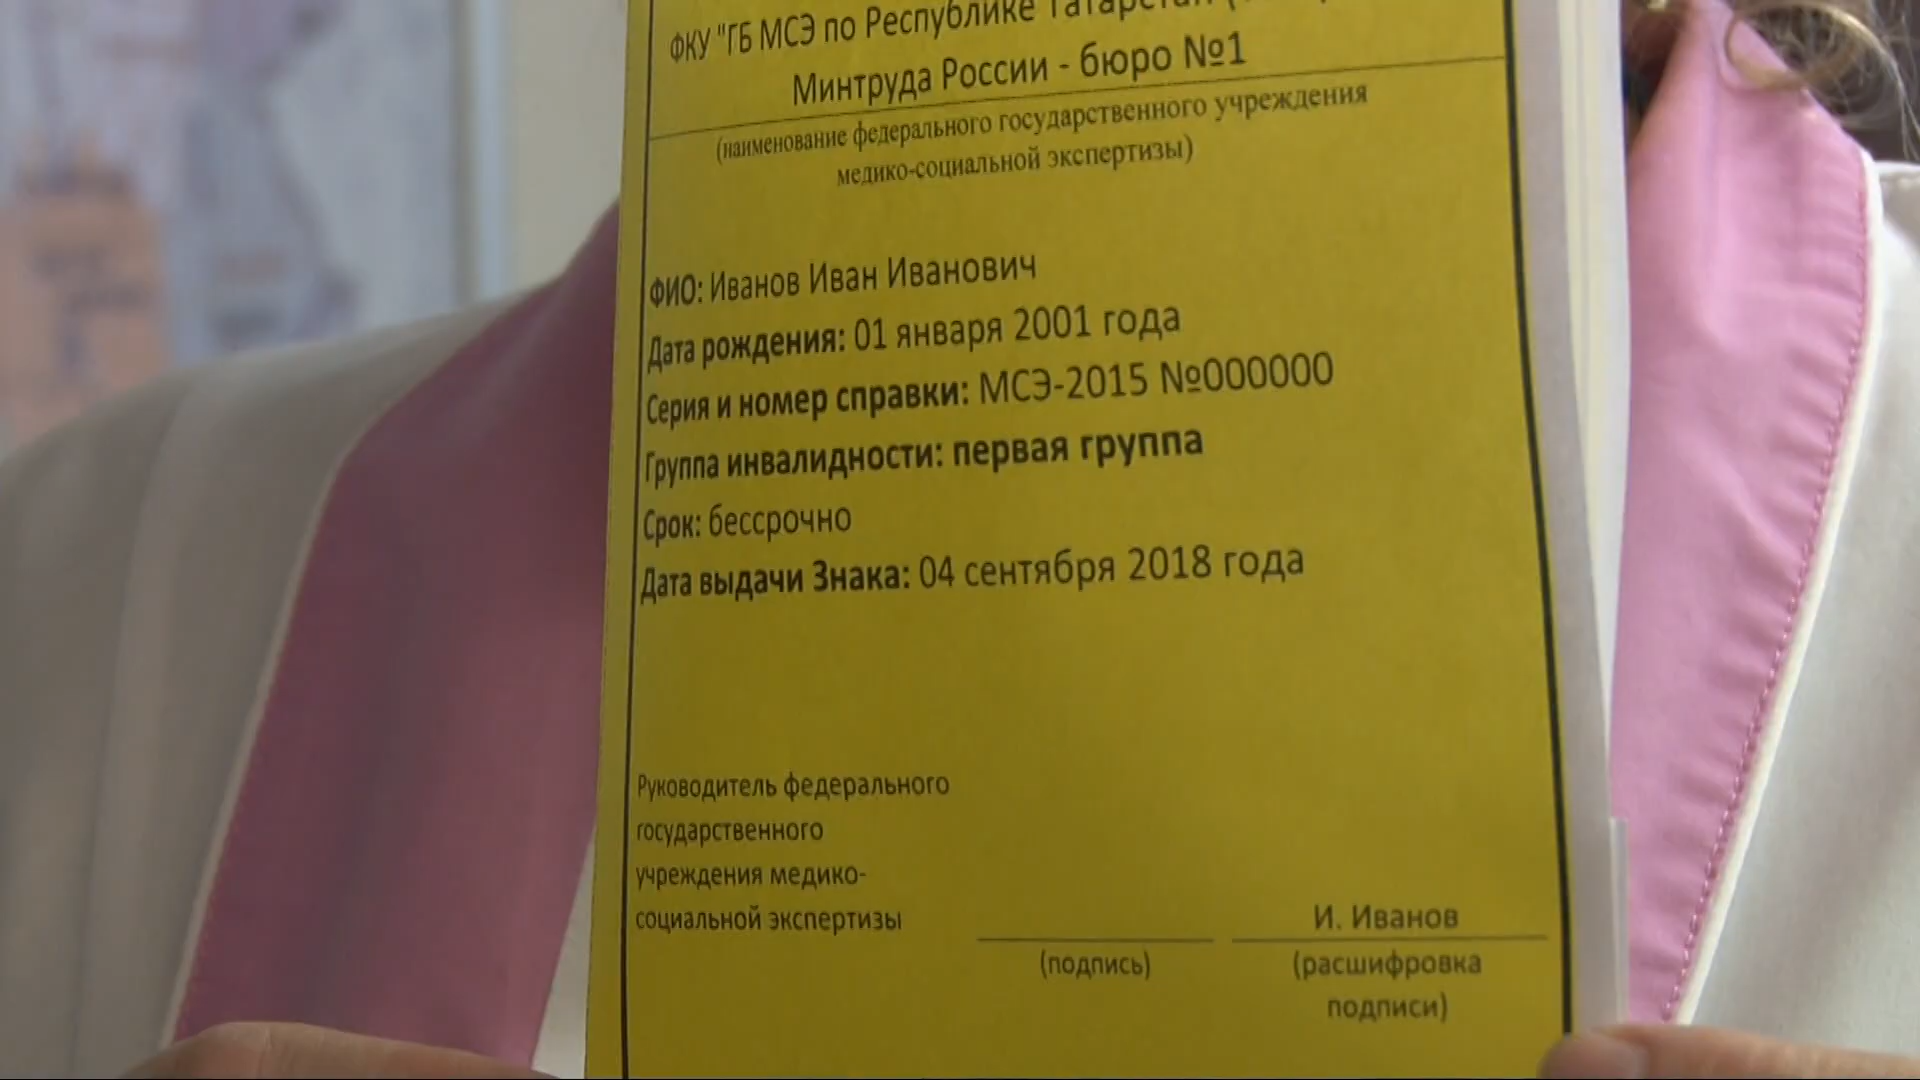 ФКУ "ГБ МСЭ по Республике Татарстан
Минтруда России - бюро №1
(наименование федерального государственного учреждения
медико-социальной экспертизы)
ФИО: Иванов Иван Иванович
Дата рождения: 01 января 2001 года
Серия и номер справки: МСЭ-2015 №000000
Группа инвалидности: первая группа
Срок: бессрочно
Дата выдачи Знака: 04 сентября 2018 года
Руководитель федерального
государственного
учреждения медико-
социальной экспертизы
И. Иванов
(подпись) (расшифровка
подписи)